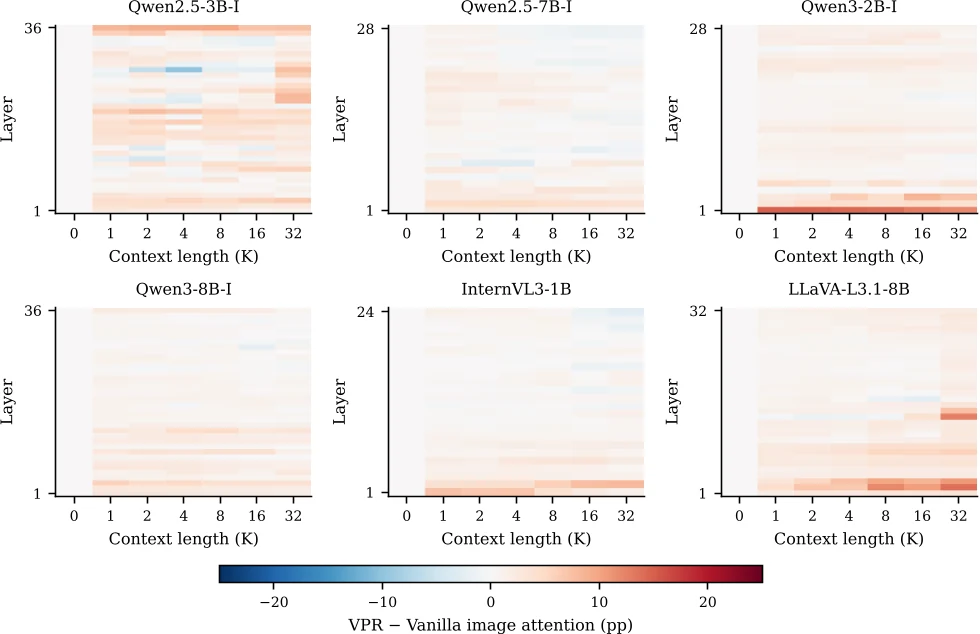 Qwen2.5-3B-I
Qwen2.5-7B-I
Qwen3-2B-I
36
1
Layer
0 1 2 4 8 16 32
Context length (K)
28
1
Layer
0 1 2 4 8 16 32
Context length (K)
28
1
Layer
0 1 2 4 8 16 32
Context length (K)
Qwen3-8B-I
InternVL3-1B
LLaVA-L3.1-8B
36
1
Layer
0 1 2 4 8 16 32
Context length (K)
24
1
Layer
0 1 2 4 8 16 32
Context length (K)
32
1
Layer
0 1 2 4 8 16 32
Context length (K)
−20 −10 0 10 20
VPR − Vanilla image attention (pp)